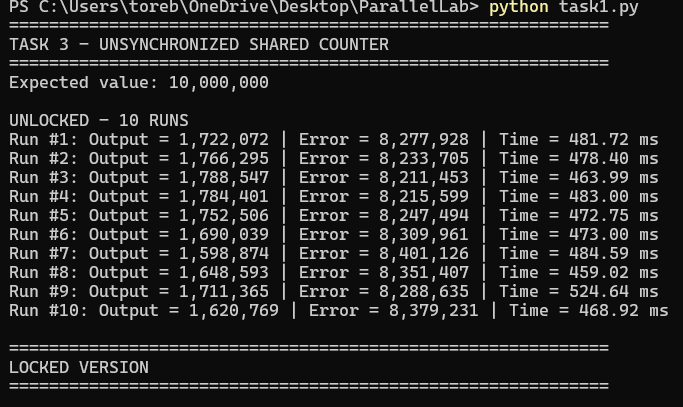 PS C:\Users\toreb\OneDrive\Desktop\ParallelLab> python task1.py
============================================================
TASK 3 - UNSYNCHRONIZED SHARED COUNTER
============================================================
Expected value: 10,000,000
UNLOCKED - 10 RUNS
Run #1: Output = 1,722,072 | Error = 8,277,928 | Time = 481.72 ms
Run #2: Output = 1,766,295 | Error = 8,233,705 | Time = 478.40 ms
Run #3: Output = 1,788,547 | Error = 8,211,453 | Time = 463.99 ms
Run #4: Output = 1,784,401 | Error = 8,215,599 | Time = 483.00 ms
Run #5: Output = 1,752,506 | Error = 8,247,494 | Time = 472.75 ms
Run #6: Output = 1,690,039 | Error = 8,309,961 | Time = 473.00 ms
Run #7: Output = 1,598,874 | Error = 8,401,126 | Time = 484.59 ms
Run #8: Output = 1,648,593 | Error = 8,351,407 | Time = 459.02 ms
Run #9: Output = 1,711,365 | Error = 8,288,635 | Time = 524.64 ms
Run #10: Output = 1,620,769 | Error = 8,379,231 | Time = 468.92 ms
============================================================
LOCKED VERSION
============================================================